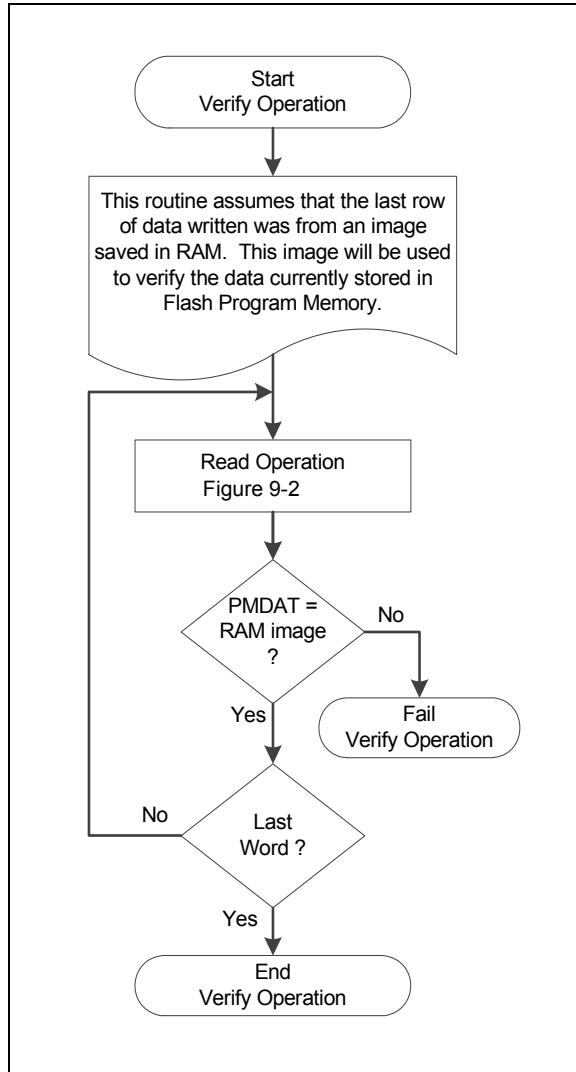 Start
Verify Operation
This routine assumes that the last row
of data written was from an image
saved in RAM.  This image will be used
to verify the data currently stored in
Flash Program Memory.
Read Operation
Figure 9-2
PMDAT =
RAM image
?
No
Yes
Fail
Verify Operation
No
Last
Word ?
Yes
End
Verify Operation